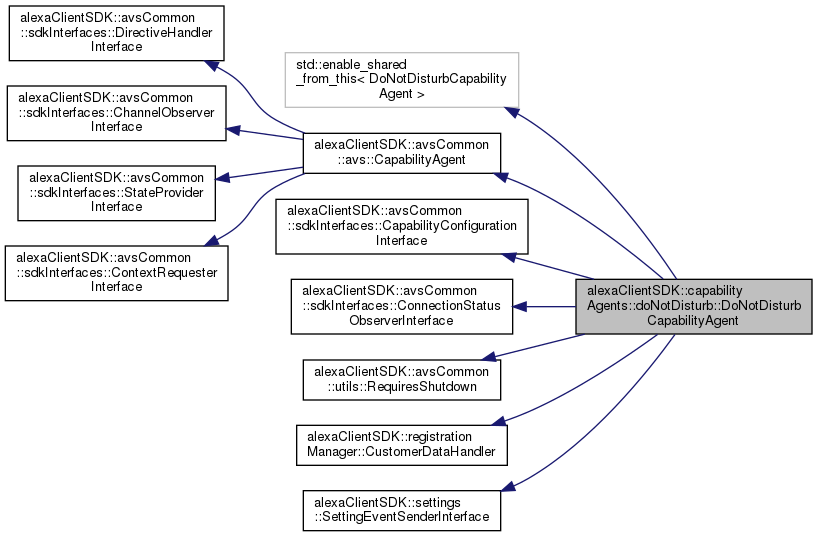 alexaClientSDK::avsCommon
::sdkInterfaces::DirectiveHandler
Interface
alexaClientSDK::avsCommon
::sdkInterfaces::ChannelObserver
Interface
alexaClientSDK::avsCommon
::sdkInterfaces::StateProvider
Interface
alexaClientSDK::avsCommon
::sdkInterfaces::ContextRequester
Interface
std::enable_shared
_from_this< DoNotDisturbCapability
Agent >
alexaClientSDK::avsCommon
::avs::CapabilityAgent
alexaClientSDK::avsCommon
::sdkInterfaces::CapabilityConfiguration
Interface
alexaClientSDK::avsCommon
::sdkInterfaces::ConnectionStatus
ObserverInterface
alexaClientSDK::avsCommon
::utils::RequiresShutdown
alexaClientSDK::registration
Manager::CustomerDataHandler
alexaClientSDK::settings
::SettingEventSenderInterface
alexaClientSDK::capability
Agents::doNotDisturb::DoNotDisturb
CapabilityAgent